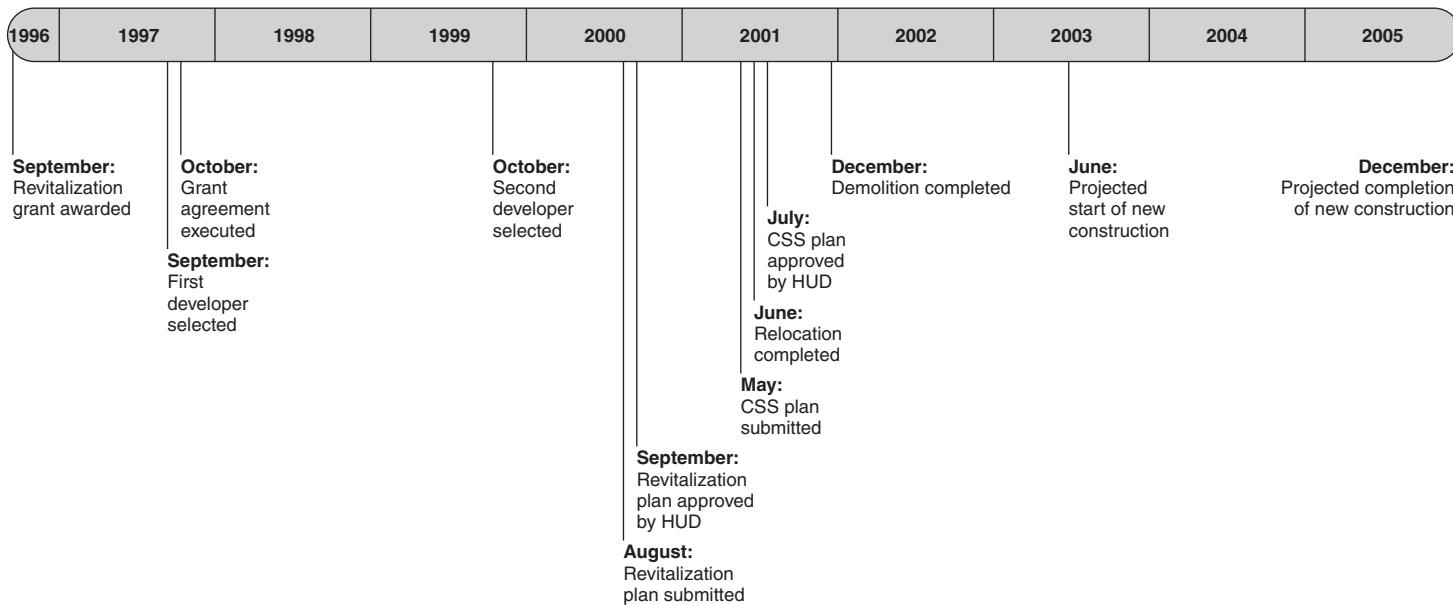 1996 1997 1998 1999 2000 2001 2002 2003 2004 2005
September:
Revitalization
grant awarded
October:
Grant
agreement
executed
September:
First
developer
selected
October:
Second
developer
selected
August:
Revitalization
plan submitted
September:
Revitalization
plan approved
by HUD
May:
CSS plan
submitted
June:
Relocation
completed
July:
CSS plan
approved
by HUD
December:
Demolition completed
June:
Projected
start of new
construction
December:
Projected completion
of new construction